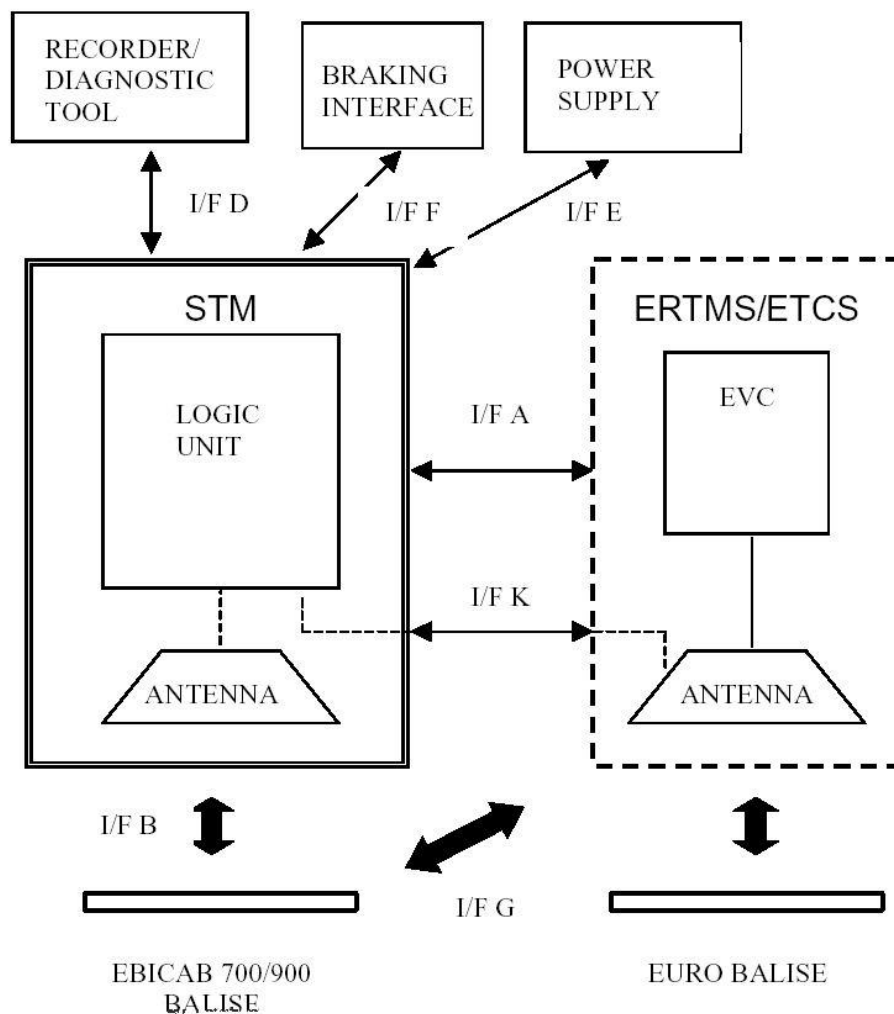 RECORDER/
DIAGNOSTIC
TOOL
BRAKING
INTERFACE
POWER
SUPPLY
I/F D
I/F F
I/F E
STM
ERTMS/ETCS
LOGIC
UNIT
EVC
I/F A
I/F K
ANTENNA
ANTENNA
I/F B
I/F G
EBICAB 700/900
BALISE
EURO BALISE